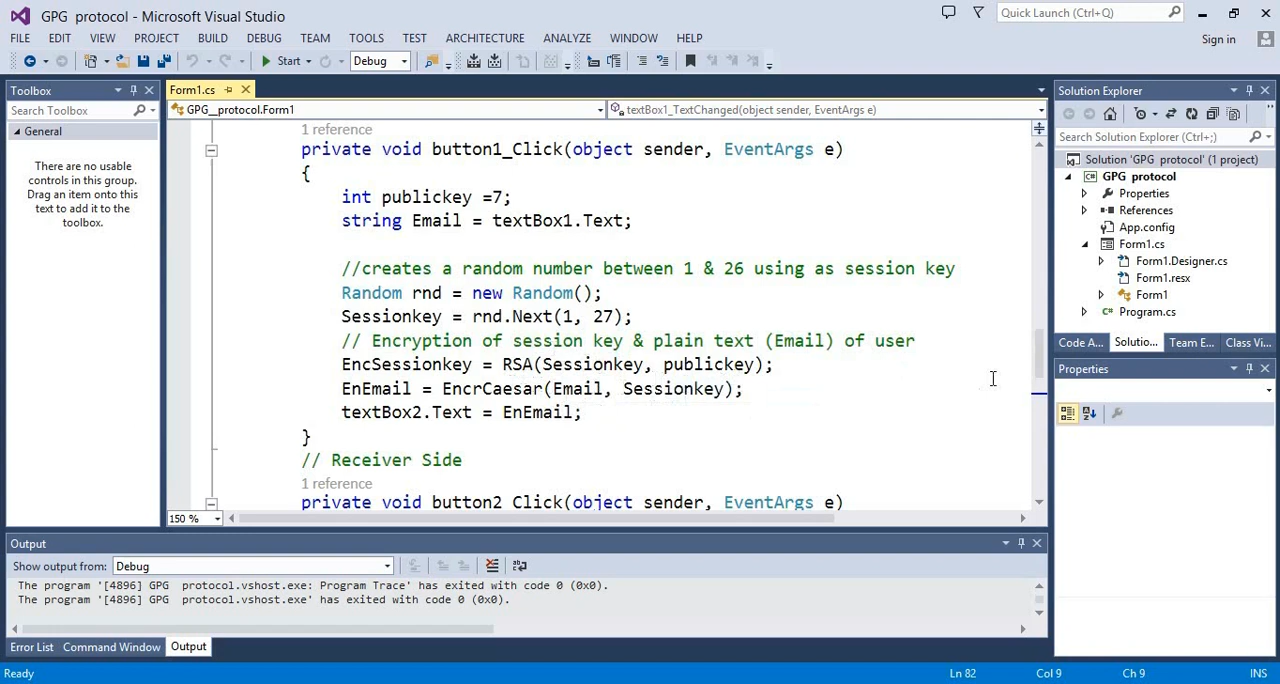 GPG  protocol - Microsoft Visual Studio
Quick Launch (Ctrl+Q)
FILE EDIT VIEW PROJECT BUILD DEBUG TEAM TOOLS TEST ARCHITECTURE ANALYZE WINDOW HELP
Sign in
Start Debug
Toolbox
Search Toolbox
General
There are no usable
controls in this group.
Drag an item onto this
text to add it to the
toolbox.
Form1.cs
GPG__protocol.Form1
textBox1_TextChanged(object sender, EventArgs e)
1 reference
private void button1_Click(object sender, EventArgs e)
{
int publickey =7;
string Email = textBox1.Text;
//creates a random number between 1 & 26 using as session key
Random rnd = new Random();
Sessionkey = rnd.Next(1, 27);
// Encryption of session key & plain text (Email) of user
EncSessionkey = RSA(Sessionkey, publickey);
EnEmail = EncrCaesar(Email, Sessionkey);
textBox2.Text = EnEmail;
}
// Receiver Side
1 reference
private void button2_Click(object sender, EventArgs e)
150 %
Solution Explorer
Search Solution Explorer (Ctrl+;)
Solution 'GPG  protocol' (1 project)
GPG  protocol
Properties
References
App.config
Form1.cs
Form1.Designer.cs
Form1.resx
Form1
Program.cs
Code A... Solutio... Team E... Class Vi...
Properties
Output
Show output from: Debug
The program '[4896] GPG  protocol.vshost.exe: Program Trace' has exited with code 0 (0x0).
The program '[4896] GPG  protocol.vshost.exe' has exited with code 0 (0x0).
Error List Command Window Output
Ready Ln 82 Col 9 Ch 9 INS